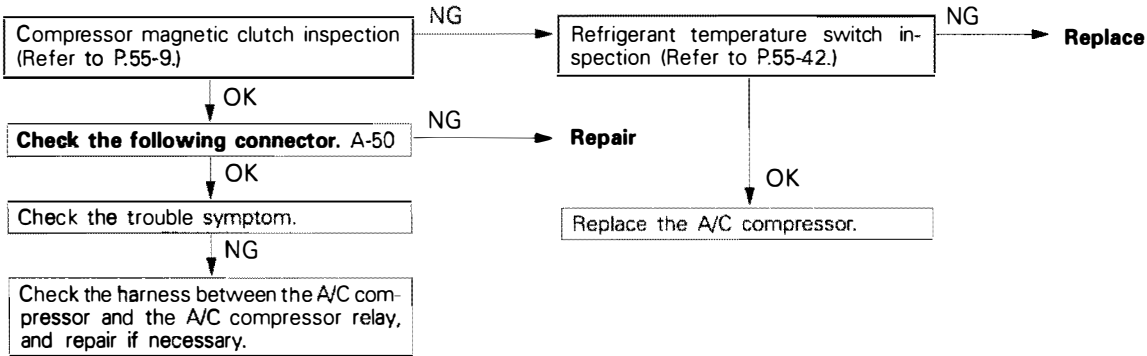 Compressor magnetic clutch inspection
(Refer to P.55-9.)
NG
Refrigerant temperature switch in-
spection (Refer to P.55-42.)
NG
Replace
OK
Check the following connector. A-50
NG
Repair
OK
OK
Check the trouble symptom.
Replace the A/C compressor.
NG
Check the harness between the A/C com-
pressor and the A/C compressor relay,
and repair if necessary.